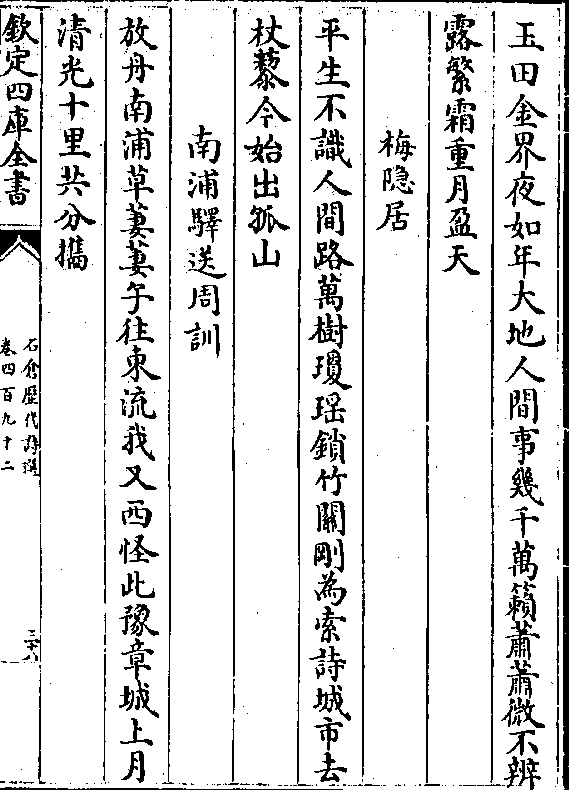 玉田金界夜如年大地人間事幾千萬籟蕭蕭微不辨
露繁霜重月盈天
梅隐居
平生不識人間路萬樹瓊瑶鎖竹關剛為索詩城市去
杖藜今始出孤山
南浦驛送周訓
放舟南浦草萋萋午往東流我又西怪此豫章城上月
清光十里共分攜
欽定四庫全書
石倉歷代詩選
卷四百九十二
三十八